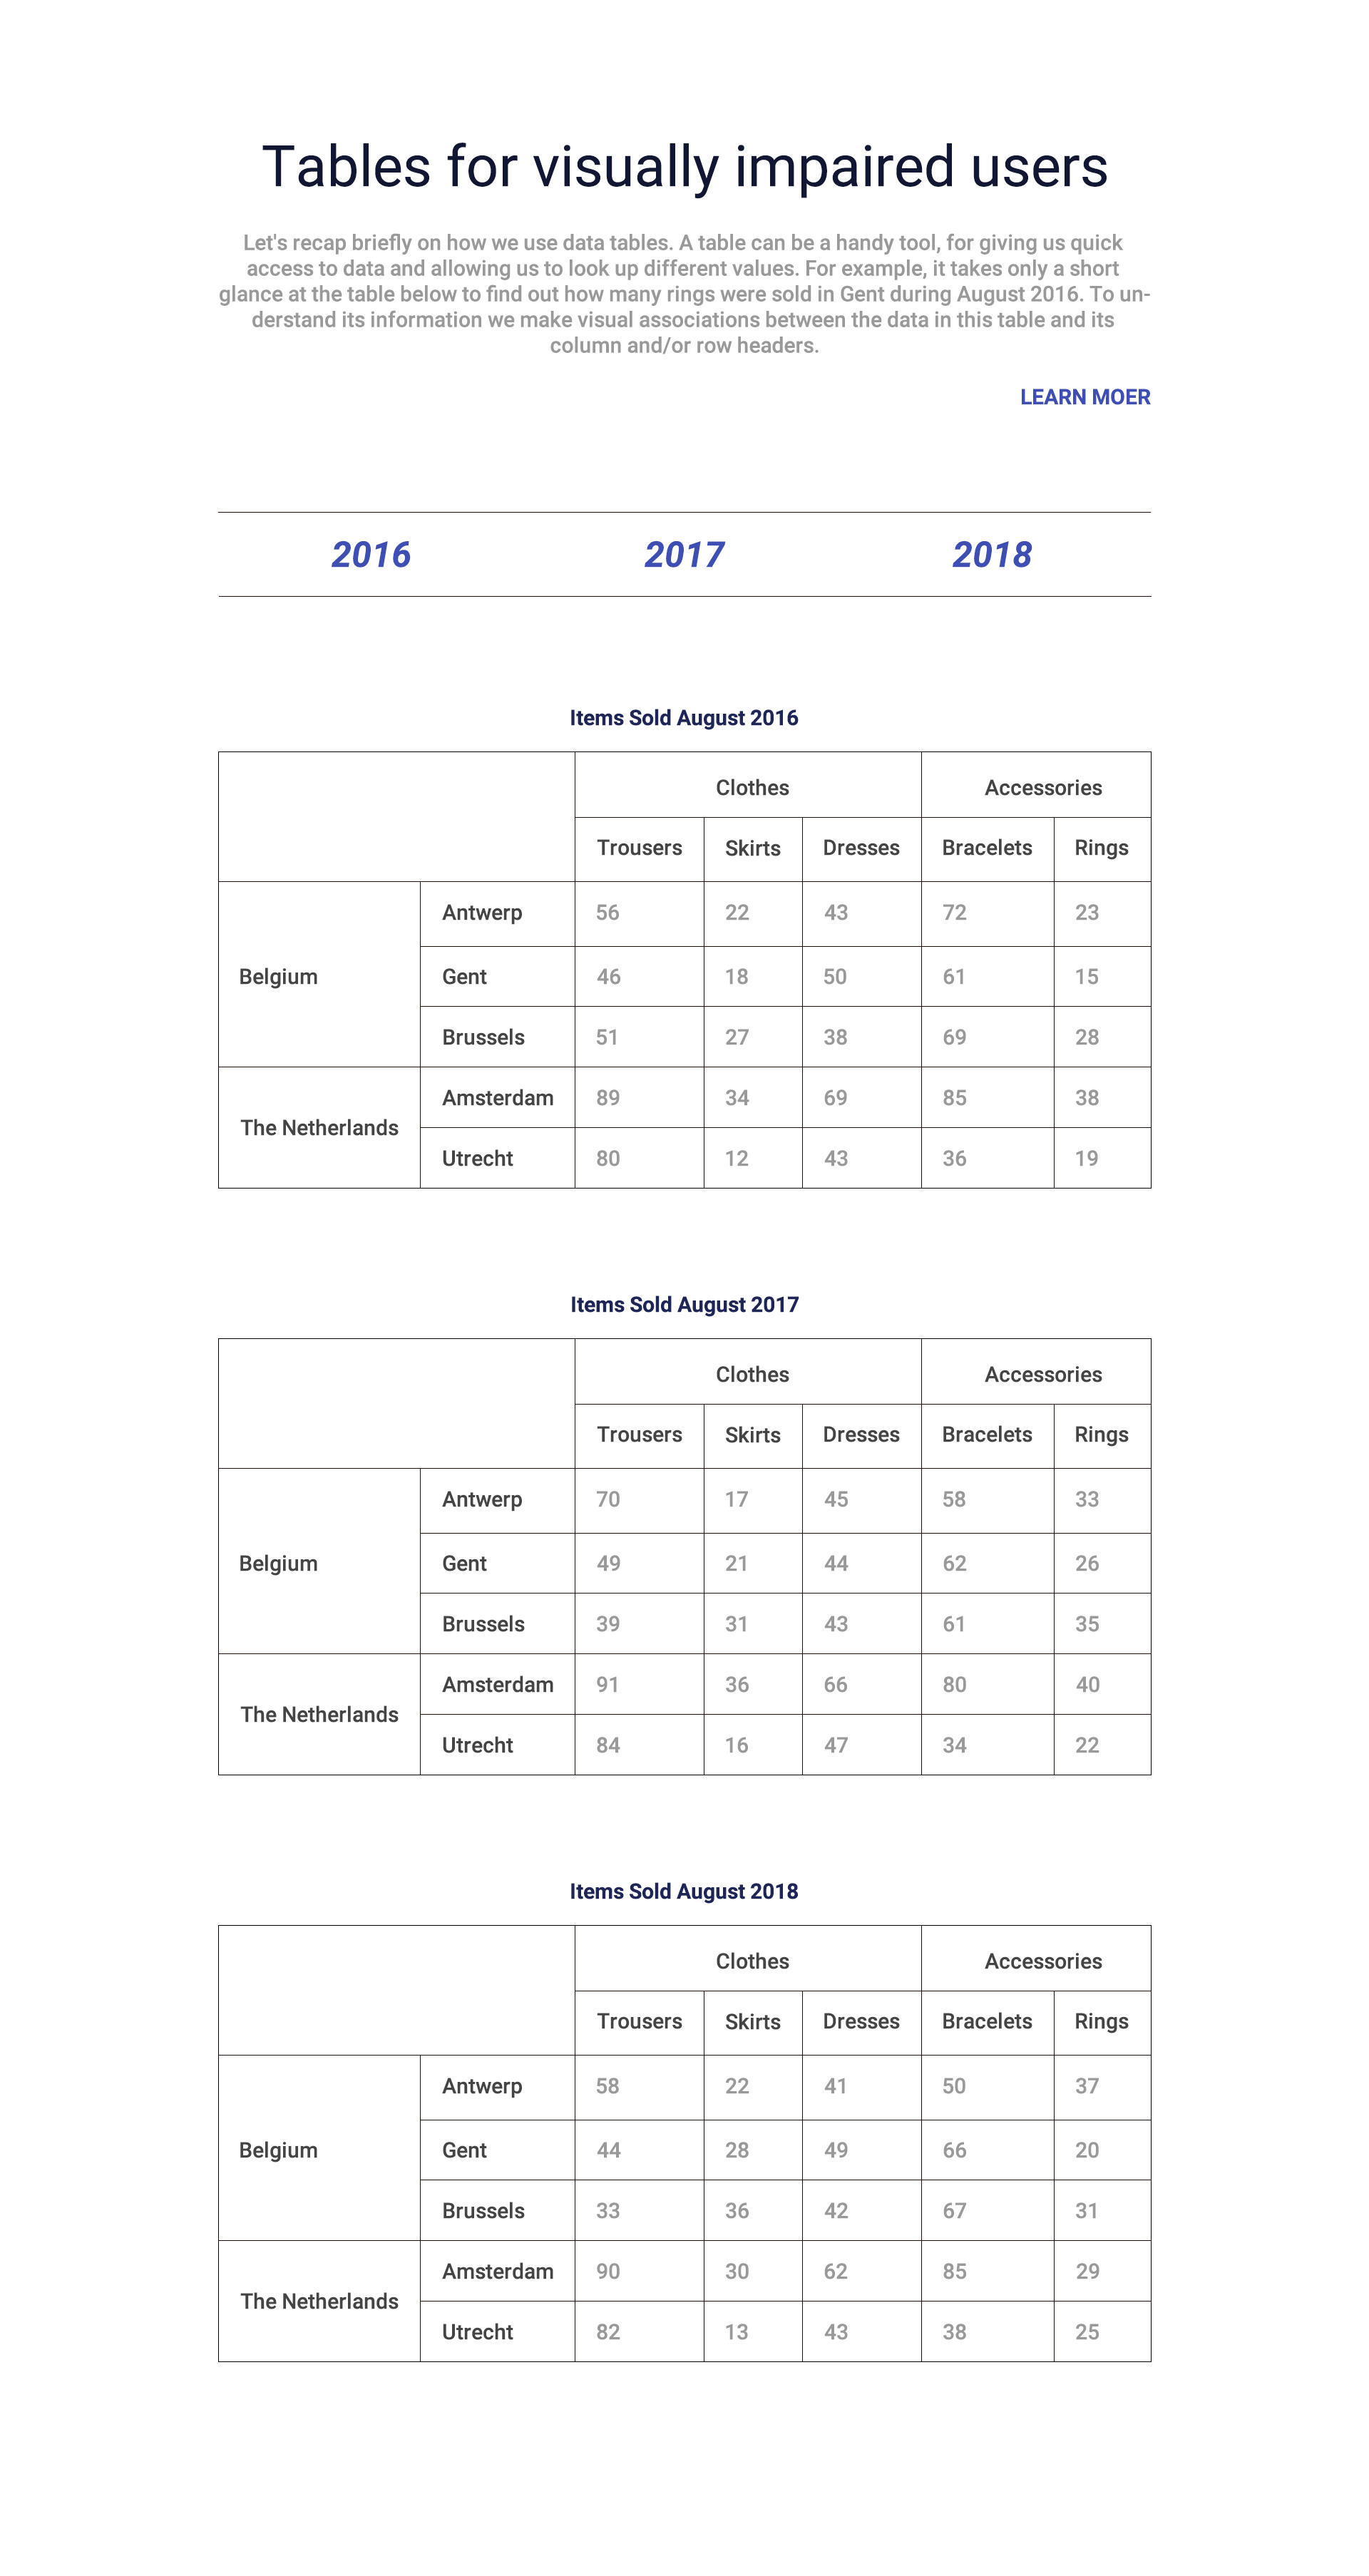 Tables for visually impaired users
Let's recap briefly on how we use data tables. A table can be a handy tool, for giving us quick
access to data and allowing us to look up different values. For example, it takes only a short
glance at the table below to find out how many rings were sold in Gent during August 2016. To un-
derstand its information we make visual associations between the data in this table and its
column and/or row headers.
LEARN MOER
2016 2017 2018
Items Sold August 2016
Clothes Accessories
Trousers Skirts Dresses Bracelets Rings
Antwerp 56 22 43 72 23
Belgium Gent 46 18 50 61 15
Brussels 51 27 38 69 28
Amsterdam 89 34 69 85 38
The Netherlands
Utrecht 80 12 43 36 19
Items Sold August 2017
Clothes Accessories
Trousers Skirts Dresses Bracelets Rings
Antwerp 70 17 45 58 33
Belgium Gent 49 21 44 62 26
Brussels 39 31 43 61 35
Amsterdam 91 36 66 80 40
The Netherlands
Utrecht 84 16 47 34 22
Items Sold August 2018
Clothes Accessories
Trousers Skirts Dresses Bracelets Rings
Antwerp 58 22 41 50 37
Belgium Gent 44 28 49 66 20
Brussels 33 36 42 67 31
Amsterdam 90 30 62 85 29
The Netherlands
Utrecht 82 13 43 38 25